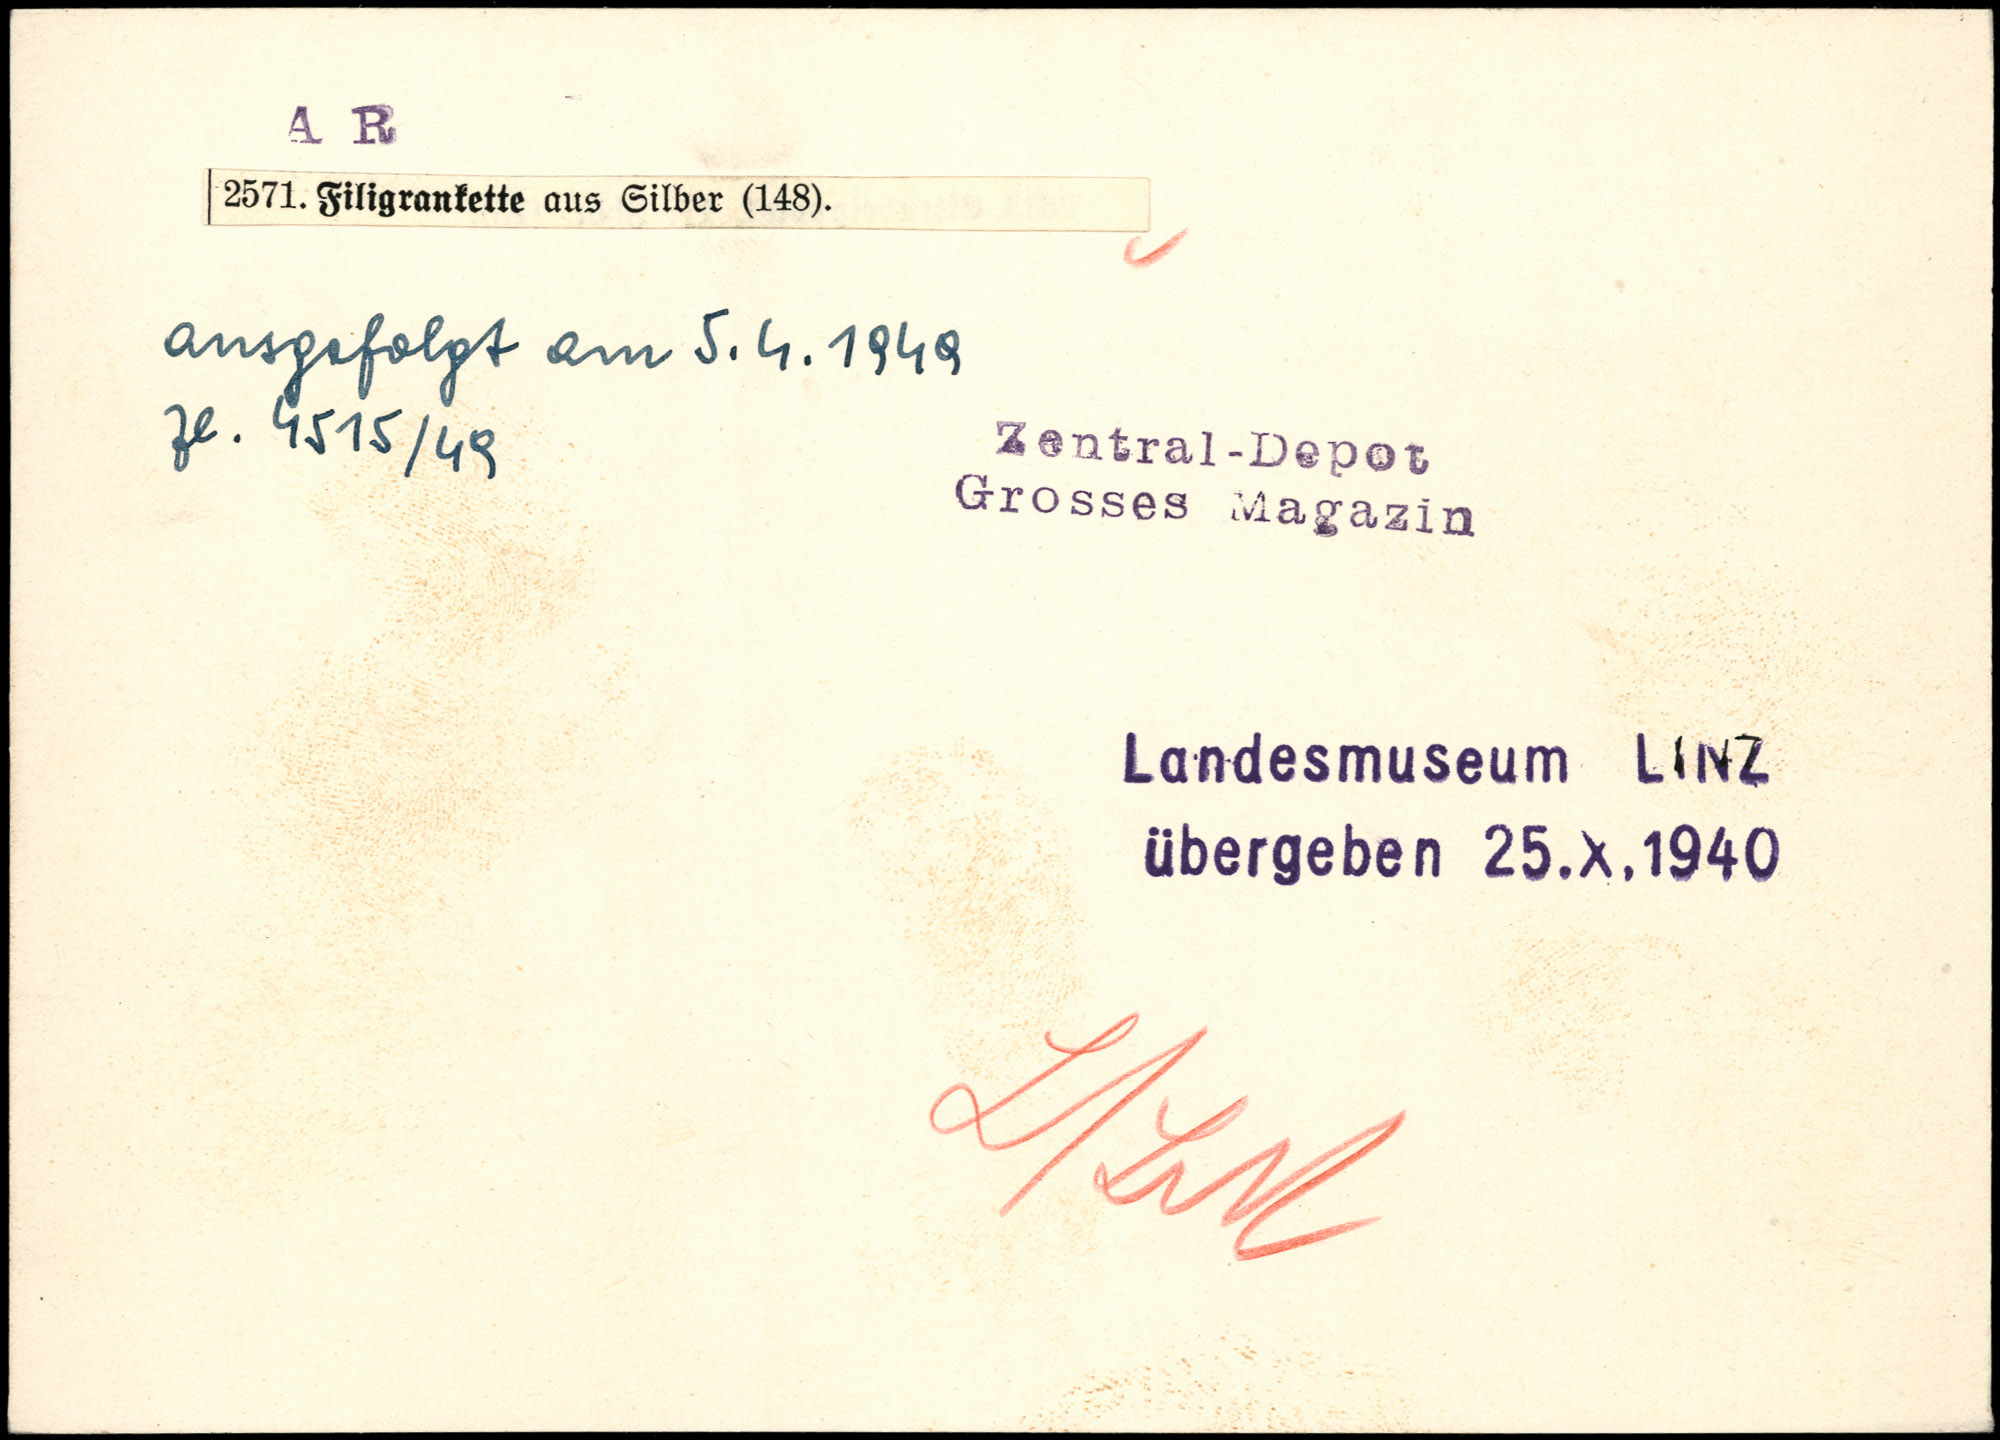 A R
2571. Filigrankette aus Silber (148).
ausgefolgt am 5.4.1949
Zl. 4515/49
Zentral-Depot
Grosses Magazin
Landesmuseum LINZ
übergeben 25.X.1940